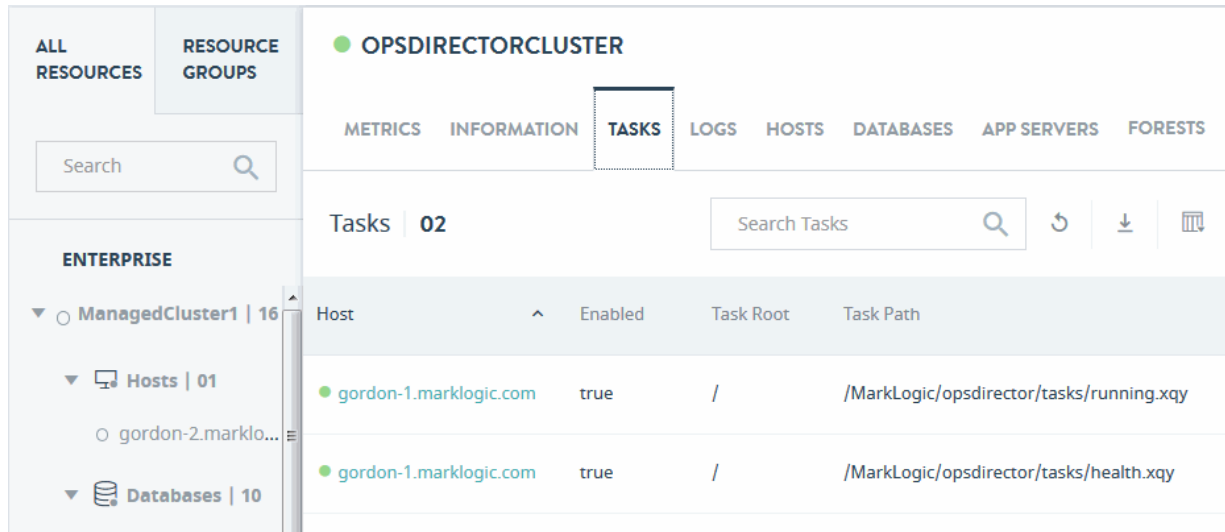 ALL RESOURCES
RESOURCE GROUPS
Search
ENTERPRISE
ManagedCluster1 | 16
Hosts | 01
gordon-2.marklo...
Databases | 10
OPSDIRECTORCLUSTER
METRICS INFORMATION TASKS LOGS HOSTS DATABASES APP SERVERS FORESTS
Tasks | 02
Search Tasks
Host Enabled Task Root Task Path
gordon-1.marklogic.com true / /MarkLogic/opsdirector/tasks/running.xqy
gordon-1.marklogic.com true / /MarkLogic/opsdirector/tasks/health.xqy